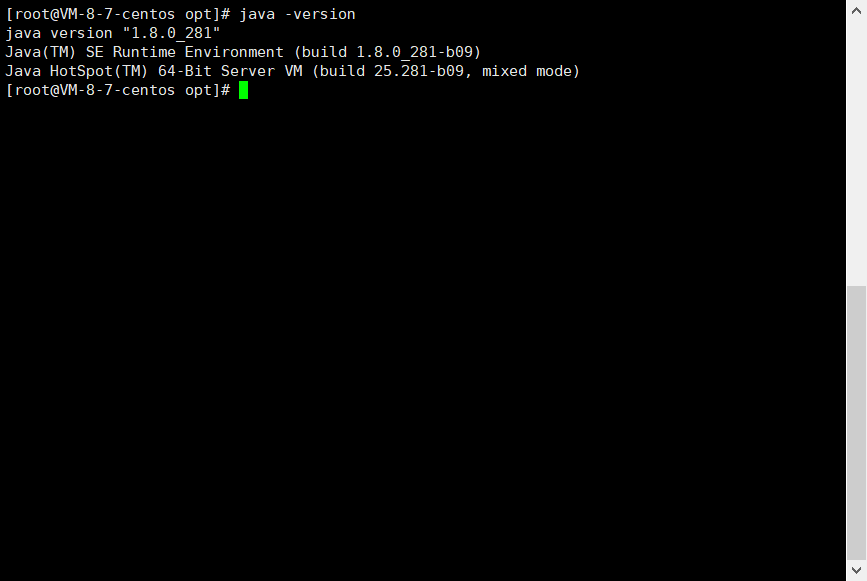 [root@VM-8-7-centos opt]# java -version
java version "1.8.0_281"
Java(TM) SE Runtime Environment (build 1.8.0_281-b09)
Java HotSpot(TM) 64-Bit Server VM (build 25.281-b09, mixed mode)
[root@VM-8-7-centos opt]#